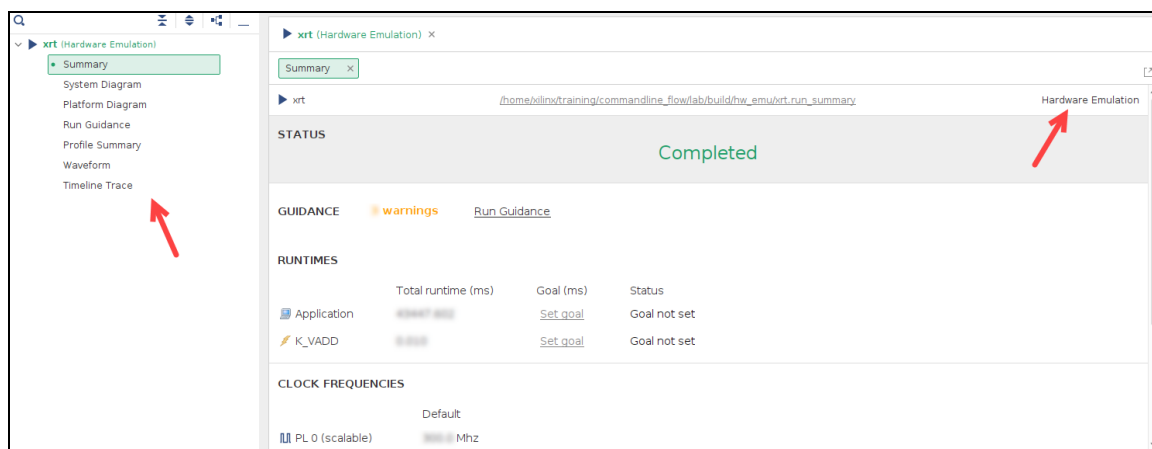 xrt (Hardware Emulation)
Summary
System Diagram
Platform Diagram
Run Guidance
Profile Summary
Waveform
Timeline Trace
xrt (Hardware Emulation) ×
Summary ×
xrt /home/xilinx/training/commandline_flow/lab/build/hw_emu/xrt.run_summary Hardware Emulation
STATUS
Completed
GUIDANCE warnings Run Guidance
RUNTIMES
Total runtime (ms) Goal (ms) Status
Application Set goal Goal not set
K_VADD Set goal Goal not set
CLOCK FREQUENCIES
Default
PL 0 (scalable) Mhz